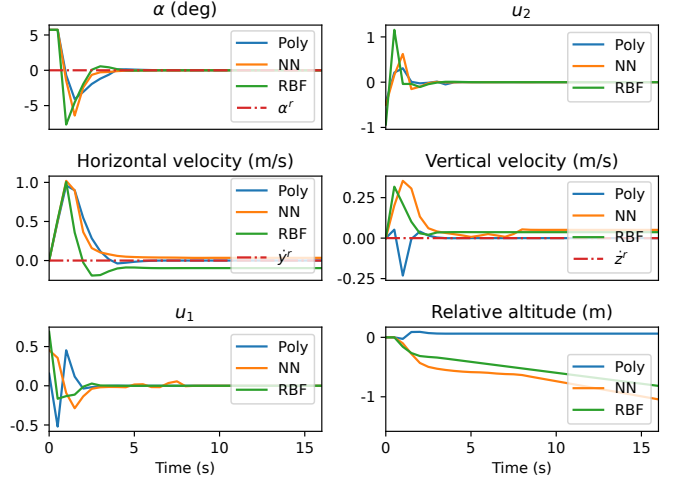 α (deg)
5
0
-5
Poly
NN
RBF
αʳ
u₂
1
0
-1
Poly
NN
RBF
Horizontal velocity (m/s)
1.0
0.5
0.0
Poly
NN
RBF
ẏʳ
Vertical velocity (m/s)
0.25
0.00
-0.25
Poly
NN
RBF
żʳ
u₁
0.5
0.0
-0.5
0 5 10 15
Time (s)
Poly
NN
RBF
Relative altitude (m)
0
-1
0 5 10 15
Time (s)
Poly
NN
RBF